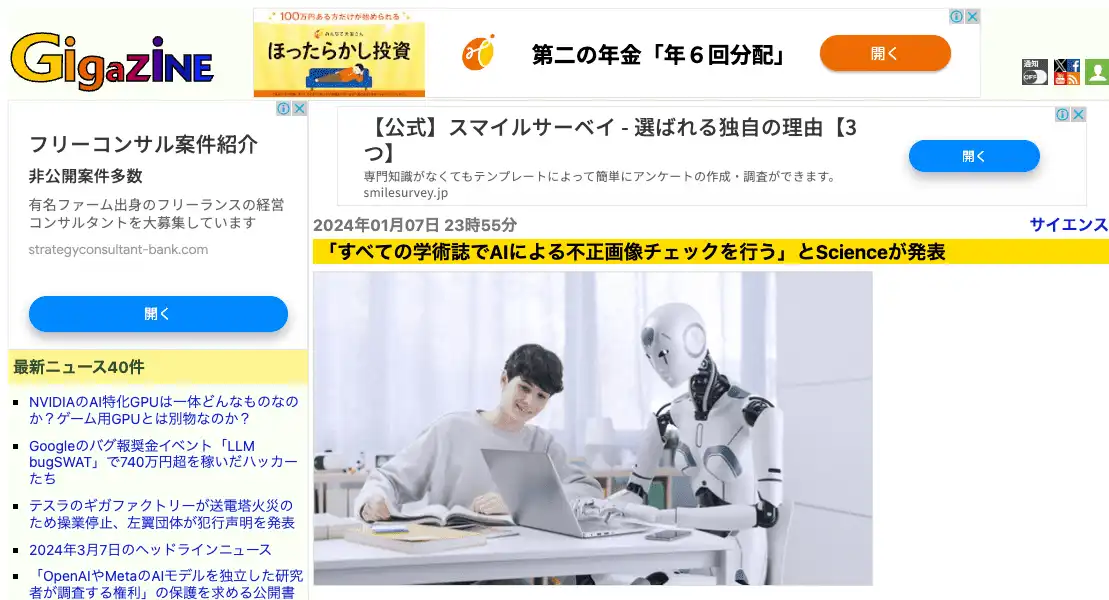 GIGAZINE
100万円ある方だけが始められる
みんなで大家さん
ほったらかし投資
第二の年金「年６回分配」
開く
通知
OFF
フリーコンサル案件紹介
非公開案件多数
有名ファーム出身のフリーランスの経営
コンサルタントを大募集しています
strategyconsultant-bank.com
開く
【公式】スマイルサーベイ - 選ばれる独自の理由【3
つ】
専門知識がなくてもテンプレートによって簡単にアンケートの作成・調査ができます。
smilesurvey.jp
開く
2024年01月07日 23時55分
サイエンス
「すべての学術誌でAIによる不正画像チェックを行う」とScienceが発表
最新ニュース40件
NVIDIAのAI特化GPUは一体どんなものなの
か？ゲーム用GPUとは別物なのか？
Googleのバグ報奨金イベント「LLM
bugSWAT」で740万円超を稼いだハッカー
たち
テスラのギガファクトリーが送電塔火災の
ため操業停止、左翼団体が犯行声明を発表
2024年3月7日のヘッドラインニュース
「OpenAIやMetaのAIモデルを独立した研究
者が調査する権利」の保護を求める公開書